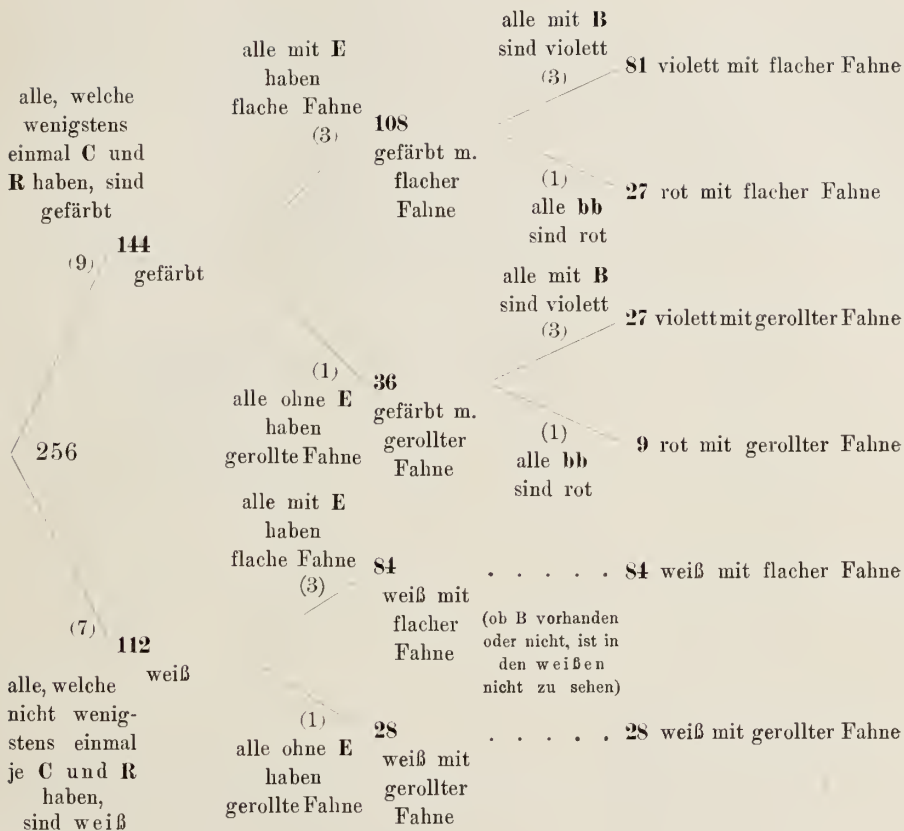 alle, welche
wenigstens
einmal C und
R haben, sind
gefärbt
(9)
144
gefärbt
256
(7)
112
weiß
alle, welche
nicht wenig-
stens einmal
je C und R
haben,
sind weiß
alle mit E
haben
flache Fahne
(3)
108
gefärbt m.
flacher
Fahne
(1)
alle ohne E
haben
gerollte Fahne
36
gefärbt m.
gerollter
Fahne
alle mit E
haben
flache Fahne
(3)
84
weiß mit
flacher
Fahne
(1)
alle ohne E
haben
gerollte Fahne
28
weiß mit
gerollter
Fahne
alle mit B
sind violett
(3)
81 violett mit flacher Fahne
(1)
alle bb
sind rot
27 rot mit flacher Fahne
alle mit B
sind violett
(3)
27 violett mit gerollter Fahne
(1)
alle bb
sind rot
9 rot mit gerollter Fahne
. . . . . 84 weiß mit flacher Fahne
(ob B vorhanden
oder nicht, ist in
den weißen
nicht zu sehen)
. . . . . 28 weiß mit gerollter Fahne